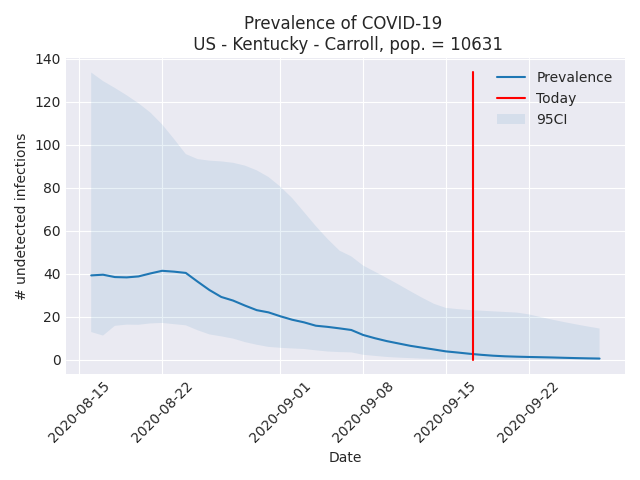 Prevalence of COVID-19
US - Kentucky - Carroll, pop. = 10631
140
120
100
80
60
40
20
0
# undetected infections
Prevalence
Today
95CI
2020-08-15
2020-08-22
2020-09-01
2020-09-08
2020-09-15
2020-09-22
Date